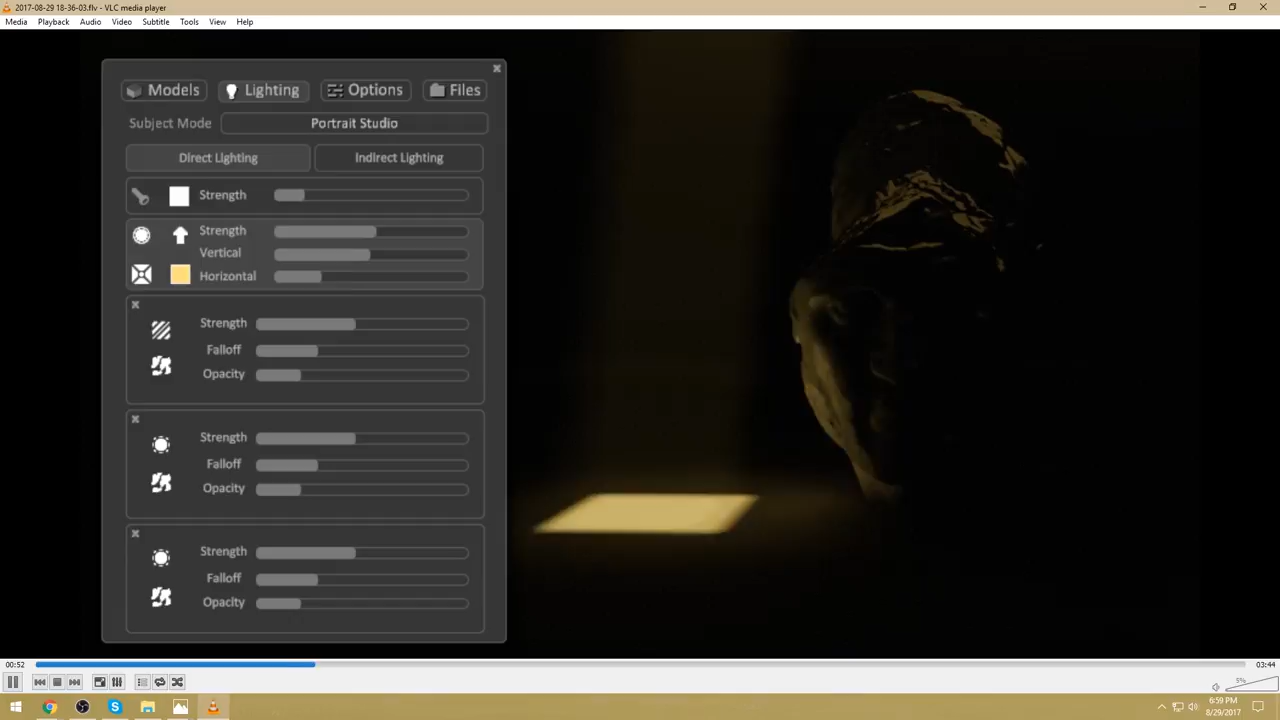 2017-08-29 18-36-03.flv - VLC media player
Media Playback Audio Video Subtitle Tools View Help
Models Lighting Options Files
Subject Mode Portrait Studio
Direct Lighting Indirect Lighting
Strength
Strength
Vertical
Horizontal
Strength
Falloff
Opacity
Strength
Falloff
Opacity
Strength
Falloff
Opacity
00:52 03:44
5%
6:59 PM
8/29/2017